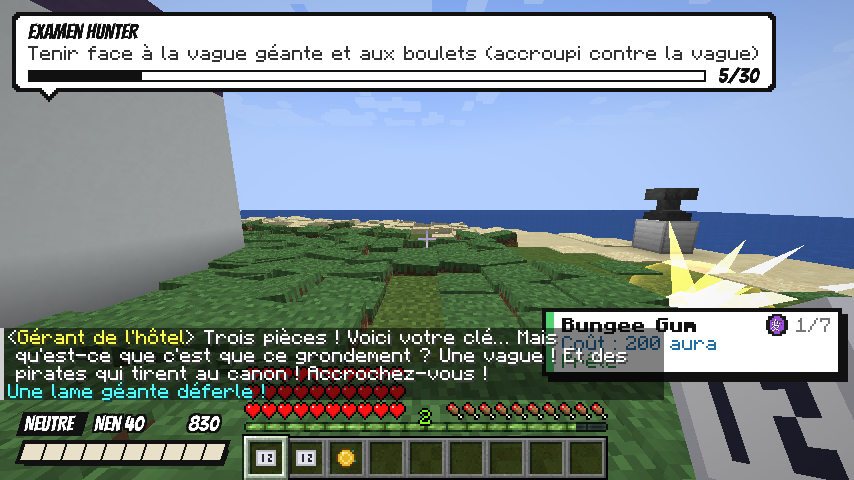 EXAMEN HUNTER
Tenir face à la vague géante et aux boulets (accroupi contre la vague)
5/30
Bungee Gum
1/7
Coût : 200 aura
Prête
<Gérant de l'hôtel> Trois pièces ! Voici votre clé... Mais
qu'est-ce que c'est que ce grondement ? Une vague ! Et des
pirates qui tirent au canon ! Accrochez-vous !
Une lame géante déferle !
NEUTRE
NEN 40
830
2
12
12
12